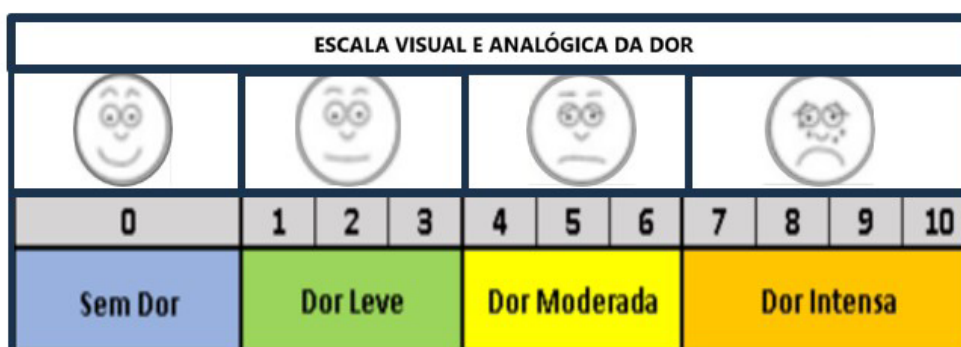 ESCALA VISUAL E ANALÓGICA DA DOR
0 1 2 3 4 5 6 7 8 9 10
Sem Dor Dor Leve Dor Moderada Dor Intensa